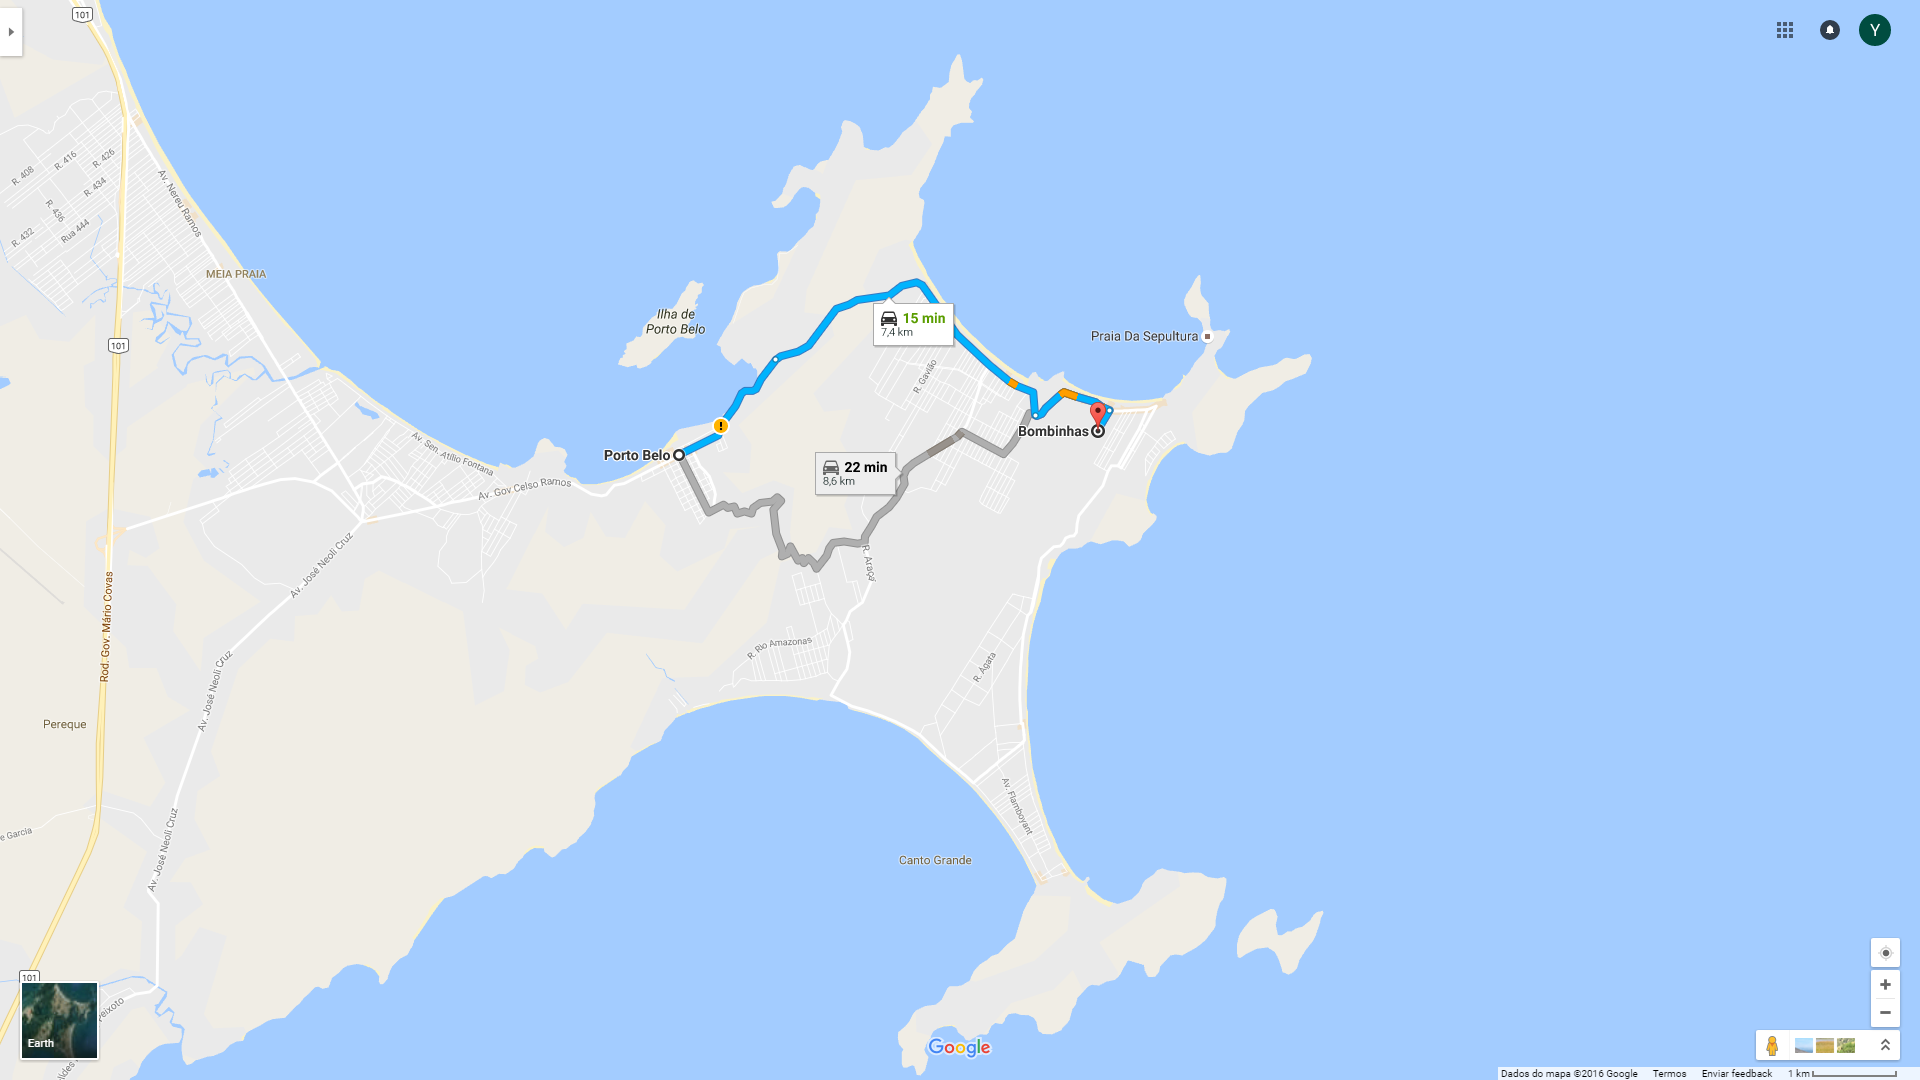 101
Y
R. 408
R. 416
R. 426
R. 434
R. 436
Rua 444
R. 432
Av. Nereu Ramos
MEIA PRAIA
Ilha de
Porto Belo
15 min
7,4 km
Praia Da Sepultura
101
R. Gavião
Bombinhas
Porto Belo
Av. Sen. Atílio Fontana
Av. Gov Celso Ramos
22 min
8,6 km
Av. José Neoli Cruz
R. Araçá
Rod. Gov. Mário Covas
R. Rio Amazonas
R. Ágata
Av. José Neoli Cruz
Pereque
Av. Flamboyant
e Garcia
Av. José Neoli Cruz
Canto Grande
101
Peixoto
Earth
Google
Dados do mapa ©2016 Google Termos Enviar feedback 1 km